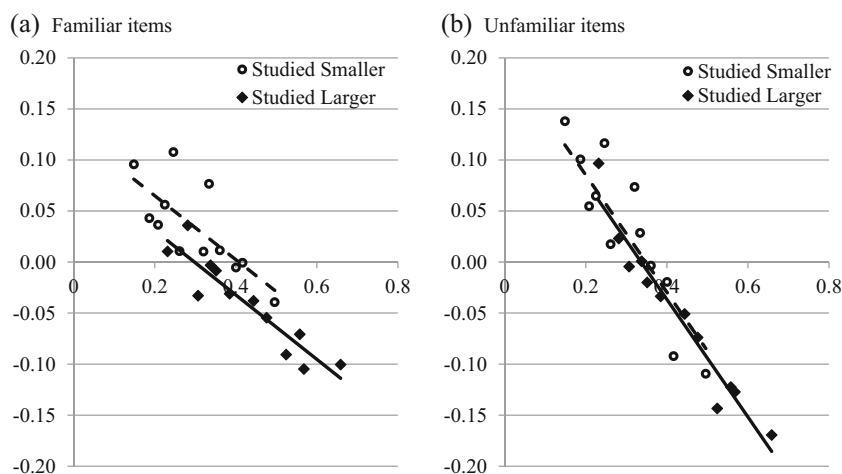 (a) Familiar items
0.20
Studied Smaller
0.15
Studied Larger
0.10
0.05
0.00
0 0.2 0.4 0.6 0.8
-0.05
-0.10
-0.15
-0.20
(b) Unfamiliar items
0.20
Studied Smaller
0.15
Studied Larger
0.10
0.05
0.00
0 0.2 0.4 0.6 0.8
-0.05
-0.10
-0.15
-0.20